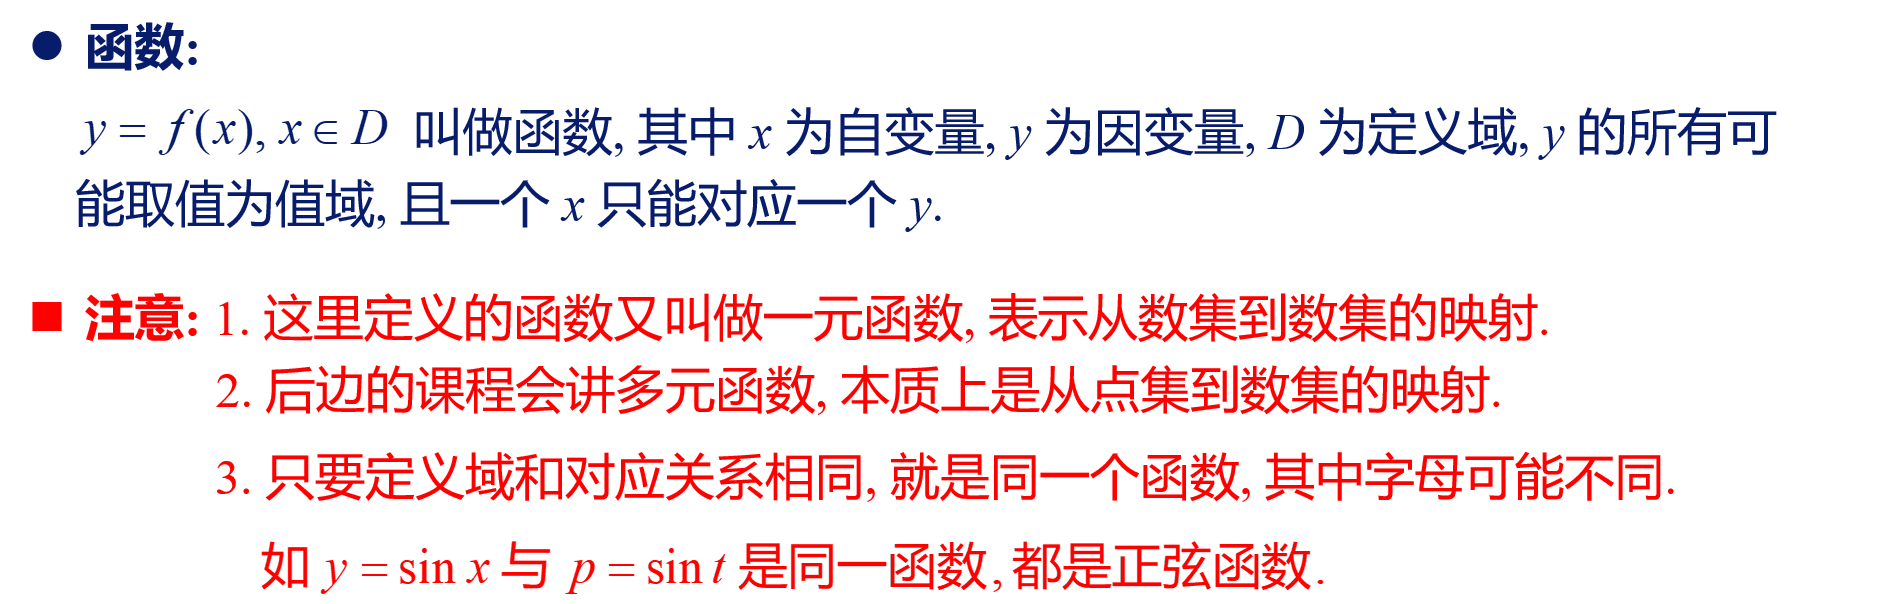 ● 函数:
y = f(x), x ∈ D 叫做函数, 其中 x 为自变量, y 为因变量, D 为定义域, y 的所有可
能取值为值域, 且一个 x 只能对应一个 y.
■ 注意: 1. 这里定义的函数又叫做一元函数, 表示从数集到数集的映射.
2. 后边的课程会讲多元函数, 本质上是从点集到数集的映射.
3. 只要定义域和对应关系相同, 就是同一个函数, 其中字母可能不同.
如 y = sin x 与 p = sin t 是同一函数, 都是正弦函数.